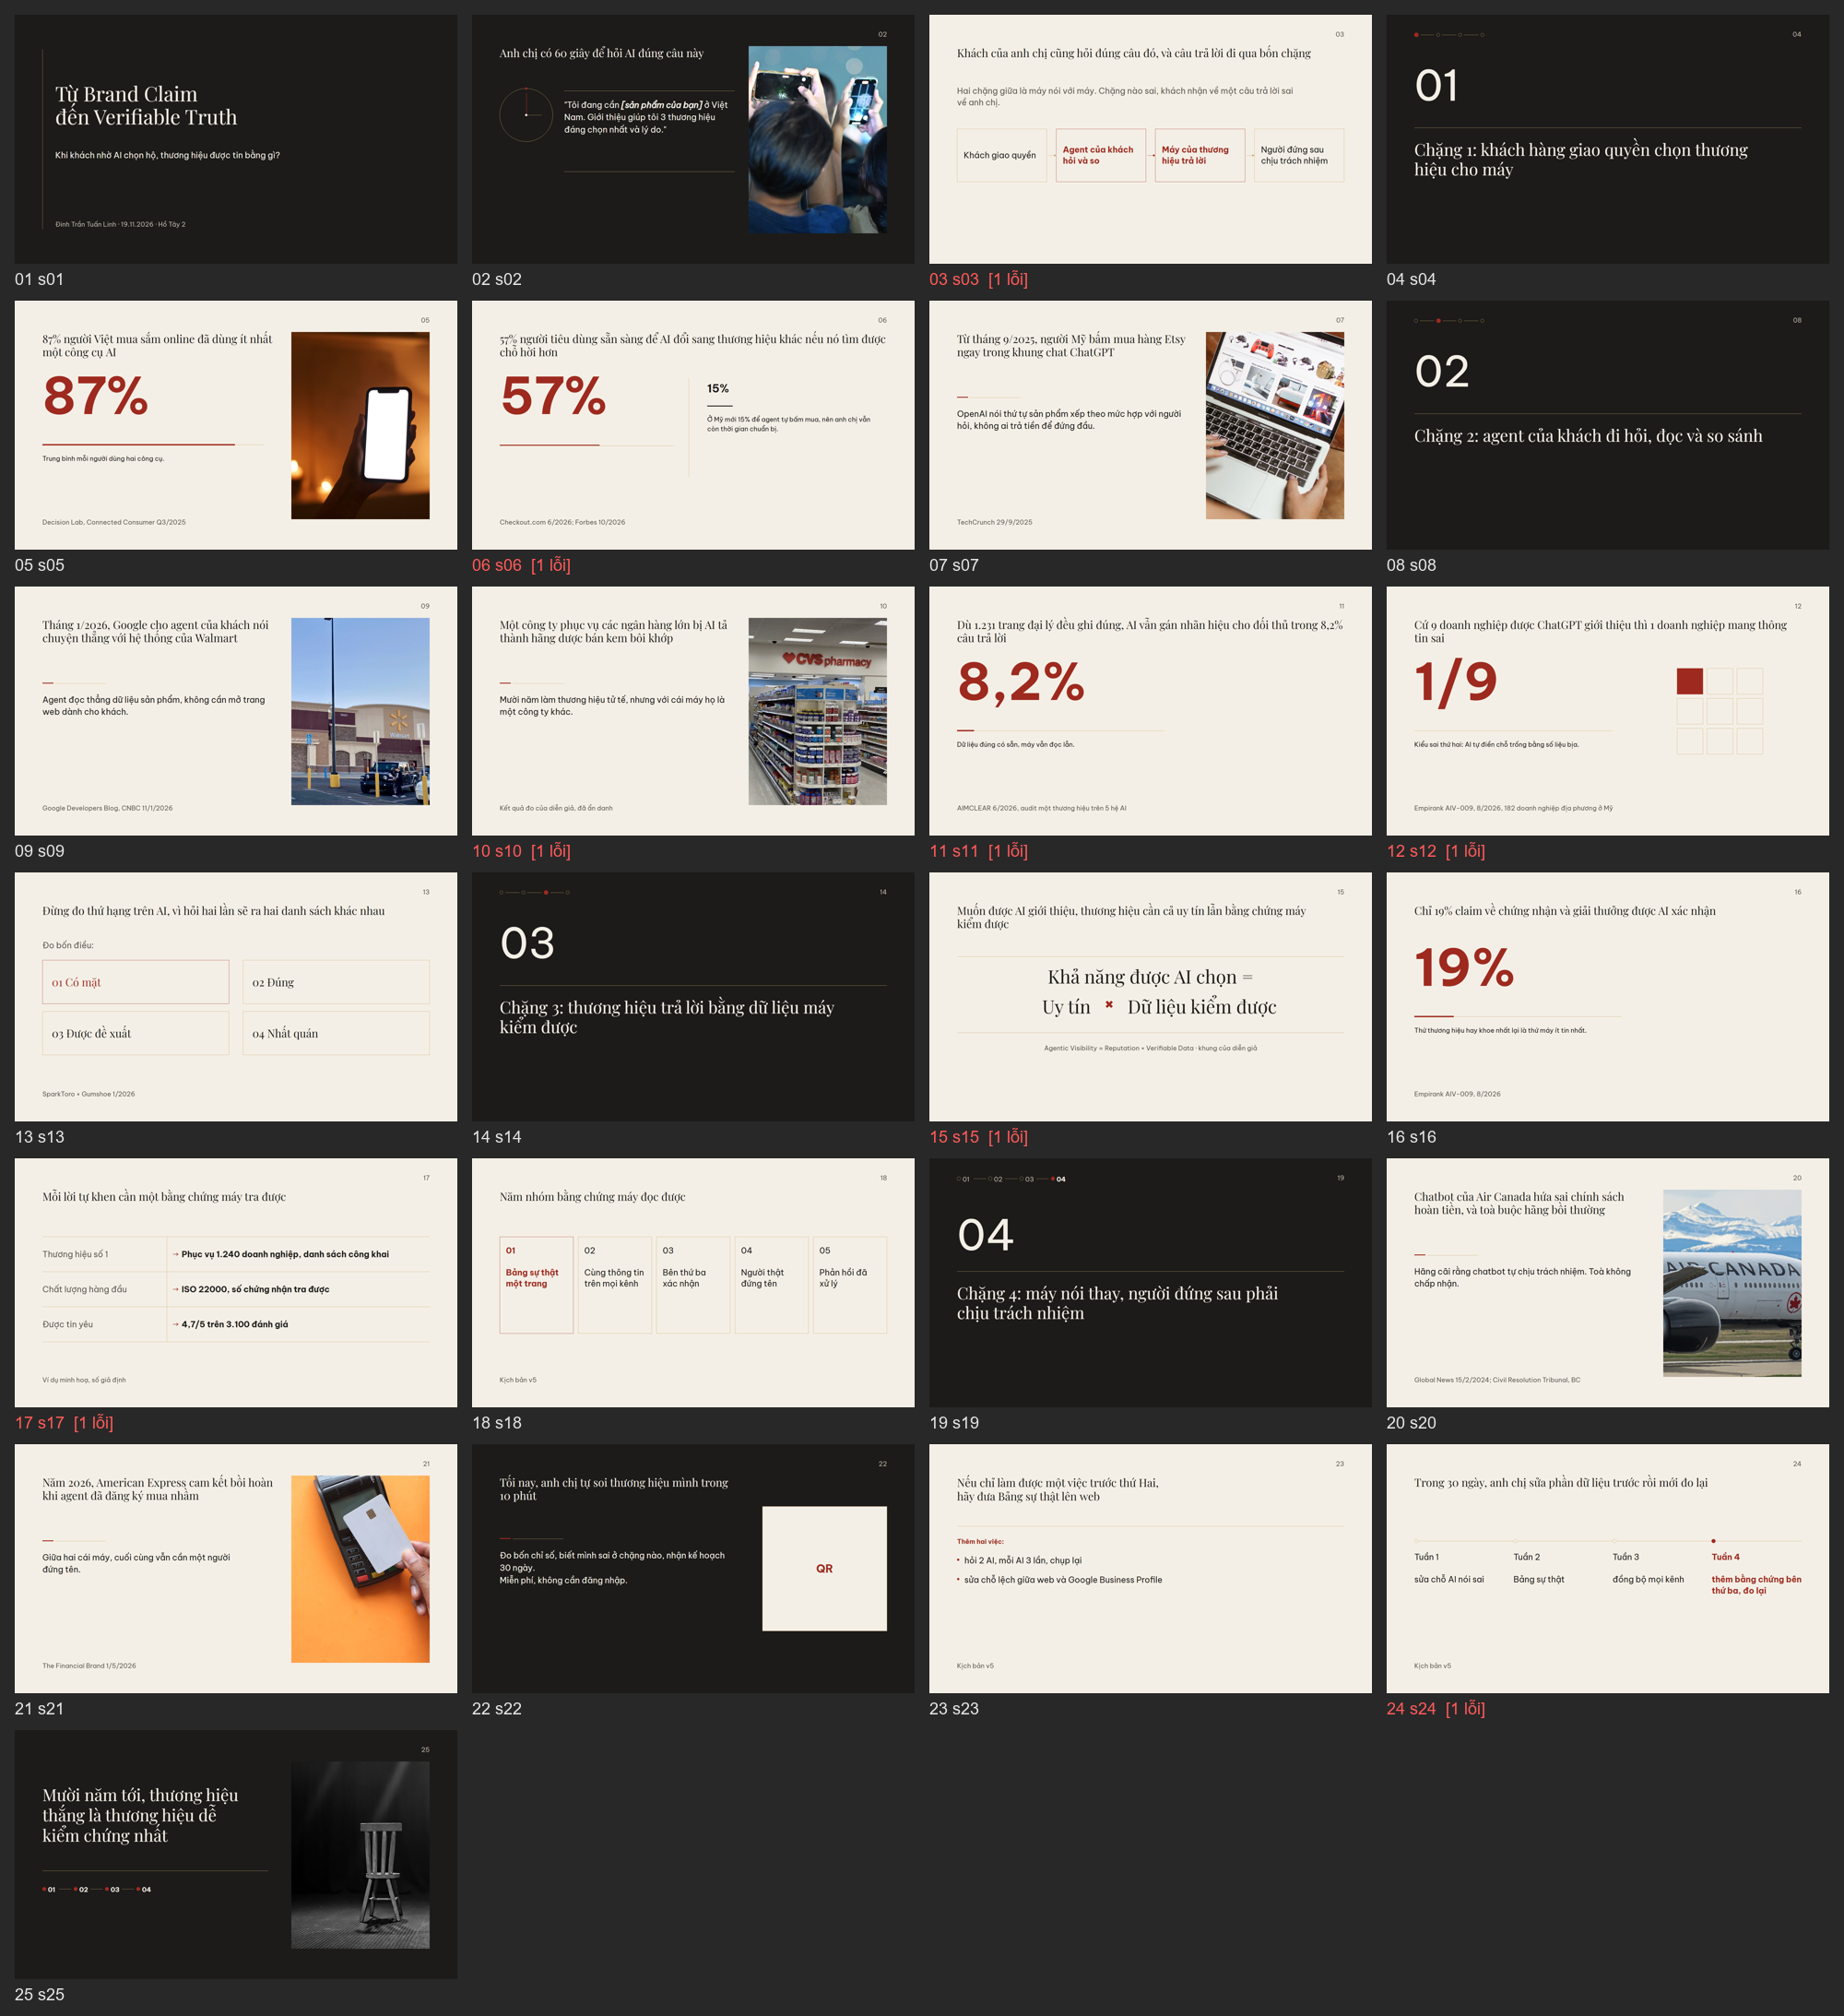 Từ Brand Claim
đến Verifiable Truth
Khi khách nhờ AI chọn hộ, thương hiệu được tin bằng gì?
Đinh Trần Tuấn Linh · 19.11.2026 · Hồ Tây 2
01 s01
02
Anh chị có 60 giây để hỏi AI đúng câu này
"Tôi đang cần [sản phẩm của bạn] ở Việt
Nam. Giới thiệu giúp tôi 3 thương hiệu
đáng chọn nhất và lý do."
02 s02
03
Khách của anh chị cũng hỏi đúng câu đó, và câu trả lời đi qua bốn chặng
Hai chặng giữa là máy nói với máy. Chặng nào sai, khách nhận về một câu trả lời sai
về anh chị.
Khách giao quyền
Agent của khách
hỏi và so
Máy của thương
hiệu trả lời
Người đứng sau
chịu trách nhiệm
03 s03 [1 lỗi]
04
01
Chặng 1: khách hàng giao quyền chọn thương
hiệu cho máy
04 s04
05
87% người Việt mua sắm online đã dùng ít nhất
một công cụ AI
87%
Trung bình mỗi người dùng hai công cụ.
Decision Lab, Connected Consumer Q3/2025
05 s05
06
57% người tiêu dùng sẵn sàng để AI đổi sang thương hiệu khác nếu nó tìm được
chỗ hời hơn
57%
15%
Ở Mỹ mới 15% để agent tự bấm mua, nên anh chị vẫn
còn thời gian chuẩn bị.
Checkout.com 6/2026; Forbes 10/2026
06 s06 [1 lỗi]
07
Từ tháng 9/2025, người Mỹ bấm mua hàng Etsy
ngay trong khung chat ChatGPT
OpenAI nói thứ tự sản phẩm xếp theo mức hợp với người
hỏi, không ai trả tiền để đứng đầu.
TechCrunch 29/9/2025
07 s07
08
02
Chặng 2: agent của khách đi hỏi, đọc và so sánh
08 s08
09
Tháng 1/2026, Google cho agent của khách nói
chuyện thẳng với hệ thống của Walmart
Agent đọc thẳng dữ liệu sản phẩm, không cần mở trang
web dành cho khách.
Walmart
Google Developers Blog, CNBC 11/1/2026
09 s09
10
Một công ty phục vụ các ngân hàng lớn bị AI tả
thành hãng dược bán kem bôi khớp
Mười năm làm thương hiệu tử tế, nhưng với cái máy họ là
một công ty khác.
CVS pharmacy
Kết quả đo của diễn giả, đã ẩn danh
10 s10 [1 lỗi]
11
Dù 1.231 trang đại lý đều ghi đúng, AI vẫn gán nhãn hiệu cho đối thủ trong 8,2%
câu trả lời
8,2%
Dữ liệu đúng có sẵn, máy vẫn đọc lẫn.
AIMCLEAR 6/2026, audit một thương hiệu trên 5 hệ AI
11 s11 [1 lỗi]
12
Cứ 9 doanh nghiệp được ChatGPT giới thiệu thì 1 doanh nghiệp mang thông
tin sai
1/9
Kiểu sai thứ hai: AI tự điền chỗ trống bằng số liệu bịa.
Empirank AIV-009, 8/2026, 182 doanh nghiệp địa phương ở Mỹ
12 s12 [1 lỗi]
13
Đừng đo thứ hạng trên AI, vì hỏi hai lần sẽ ra hai danh sách khác nhau
Đo bốn điều:
01 Có mặt
02 Đúng
03 Được đề xuất
04 Nhất quán
SparkToro + Gumshoe 1/2026
13 s13
14
03
Chặng 3: thương hiệu trả lời bằng dữ liệu máy
kiểm được
14 s14
15
Muốn được AI giới thiệu, thương hiệu cần cả uy tín lẫn bằng chứng máy
kiểm được
Khả năng được AI chọn =
Uy tín × Dữ liệu kiểm được
Agentic Visibility = Reputation × Verifiable Data · khung của diễn giả
15 s15 [1 lỗi]
16
Chỉ 19% claim về chứng nhận và giải thưởng được AI xác nhận
19%
Thứ thương hiệu hay khoe nhất lại là thứ máy ít tin nhất.
Empirank AIV-009, 8/2026
16 s16
17
Mỗi lời tự khen cần một bằng chứng máy tra được
Thương hiệu số 1
→ Phục vụ 1.240 doanh nghiệp, danh sách công khai
Chất lượng hàng đầu
→ ISO 22000, số chứng nhận tra được
Được tin yêu
→ 4,7/5 trên 3.100 đánh giá
Ví dụ minh hoạ, số giả định
17 s17 [1 lỗi]
18
Năm nhóm bằng chứng máy đọc được
01
Bảng sự thật
một trang
02
Cùng thông tin
trên mọi kênh
03
Bên thứ ba
xác nhận
04
Người thật
đứng tên
05
Phản hồi đã
xử lý
Kịch bản v5
18 s18
01 02 03 04
19
04
Chặng 4: máy nói thay, người đứng sau phải
chịu trách nhiệm
19 s19
20
Chatbot của Air Canada hứa sai chính sách
hoàn tiền, và toà buộc hãng bồi thường
Hãng cãi rằng chatbot tự chịu trách nhiệm. Toà không
chấp nhận.
AIR CANADA
Global News 15/2/2024; Civil Resolution Tribunal, BC
20 s20
21
Năm 2026, American Express cam kết bồi hoàn
khi agent đã đăng ký mua nhầm
Giữa hai cái máy, cuối cùng vẫn cần một người
đứng tên.
The Financial Brand 1/5/2026
21 s21
22
Tối nay, anh chị tự soi thương hiệu mình trong
10 phút
Đo bốn chỉ số, biết mình sai ở chặng nào, nhận kế hoạch
30 ngày.
Miễn phí, không cần đăng nhập.
QR
22 s22
23
Nếu chỉ làm được một việc trước thứ Hai,
hãy đưa Bảng sự thật lên web
Thêm hai việc:
• hỏi 2 AI, mỗi AI 3 lần, chụp lại
• sửa chỗ lệch giữa web và Google Business Profile
Kịch bản v5
23 s23
24
Trong 30 ngày, anh chị sửa phần dữ liệu trước rồi mới đo lại
Tuần 1
sửa chỗ AI nói sai
Tuần 2
Bảng sự thật
Tuần 3
đồng bộ mọi kênh
Tuần 4
thêm bằng chứng bên
thứ ba, đo lại
Kịch bản v5
24 s24 [1 lỗi]
25
Mười năm tới, thương hiệu
thắng là thương hiệu dễ
kiểm chứng nhất
01 02 03 04
25 s25